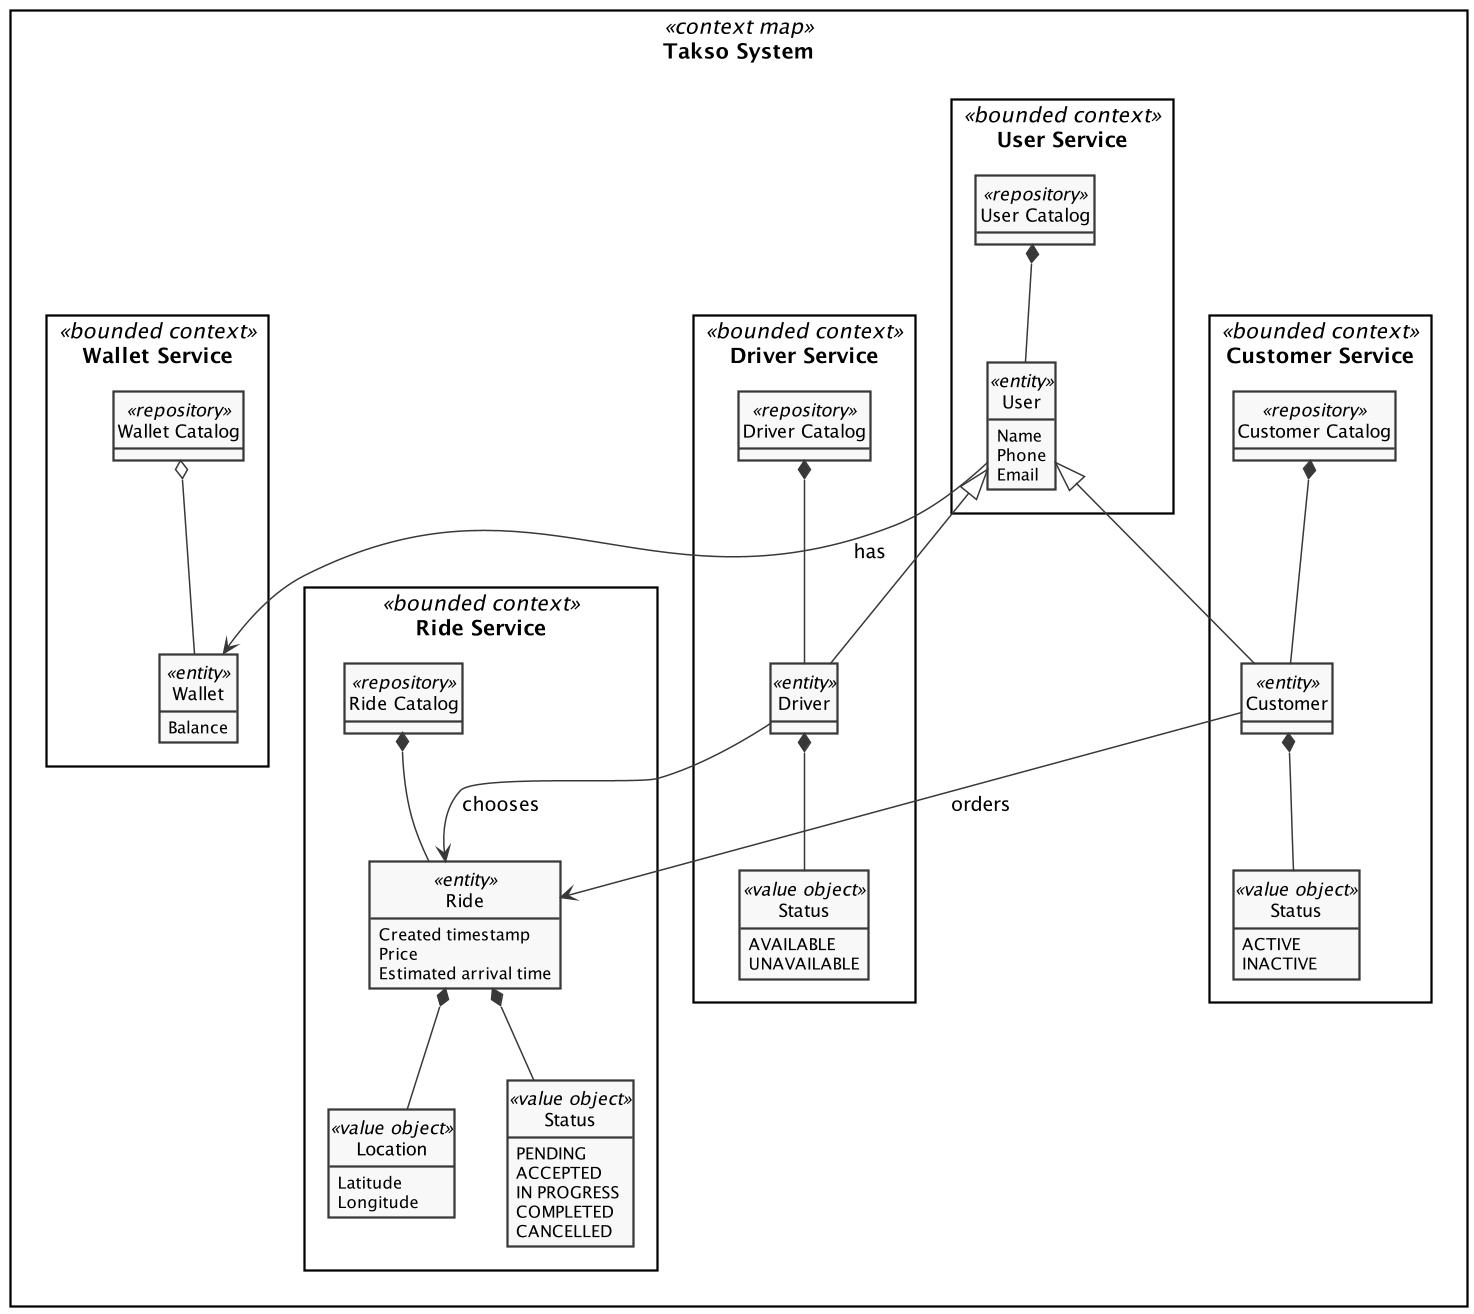 «context map»
Takso System
«bounded context»
User Service
«repository»
User Catalog
«entity»
User
Name
Phone
Email
«bounded context»
Wallet Service
«repository»
Wallet Catalog
«entity»
Wallet
Balance
«bounded context»
Driver Service
«repository»
Driver Catalog
«entity»
Driver
«value object»
Status
AVAILABLE
UNAVAILABLE
«bounded context»
Customer Service
«repository»
Customer Catalog
«entity»
Customer
«value object»
Status
ACTIVE
INACTIVE
has
«bounded context»
Ride Service
«repository»
Ride Catalog
chooses
orders
«entity»
Ride
Created timestamp
Price
Estimated arrival time
«value object»
Location
Latitude
Longitude
«value object»
Status
PENDING
ACCEPTED
IN PROGRESS
COMPLETED
CANCELLED